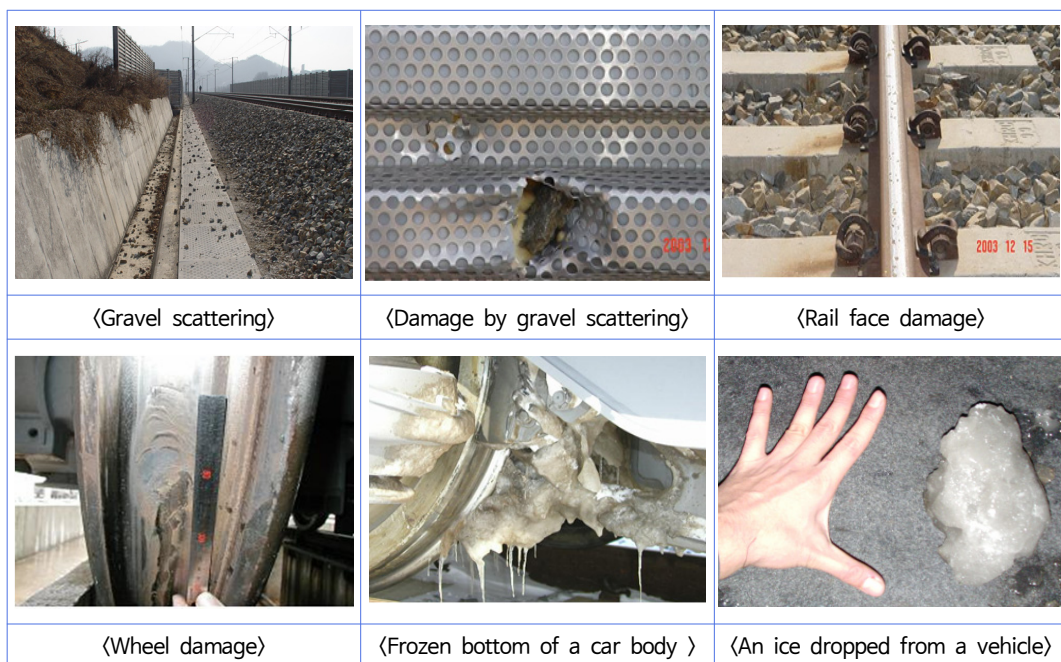 2003 12 15
〈Gravel scattering〉
〈Damage by gravel scattering〉
〈Rail face damage〉
〈Wheel damage〉
〈Frozen bottom of a car body 〉
〈An ice dropped from a vehicle〉